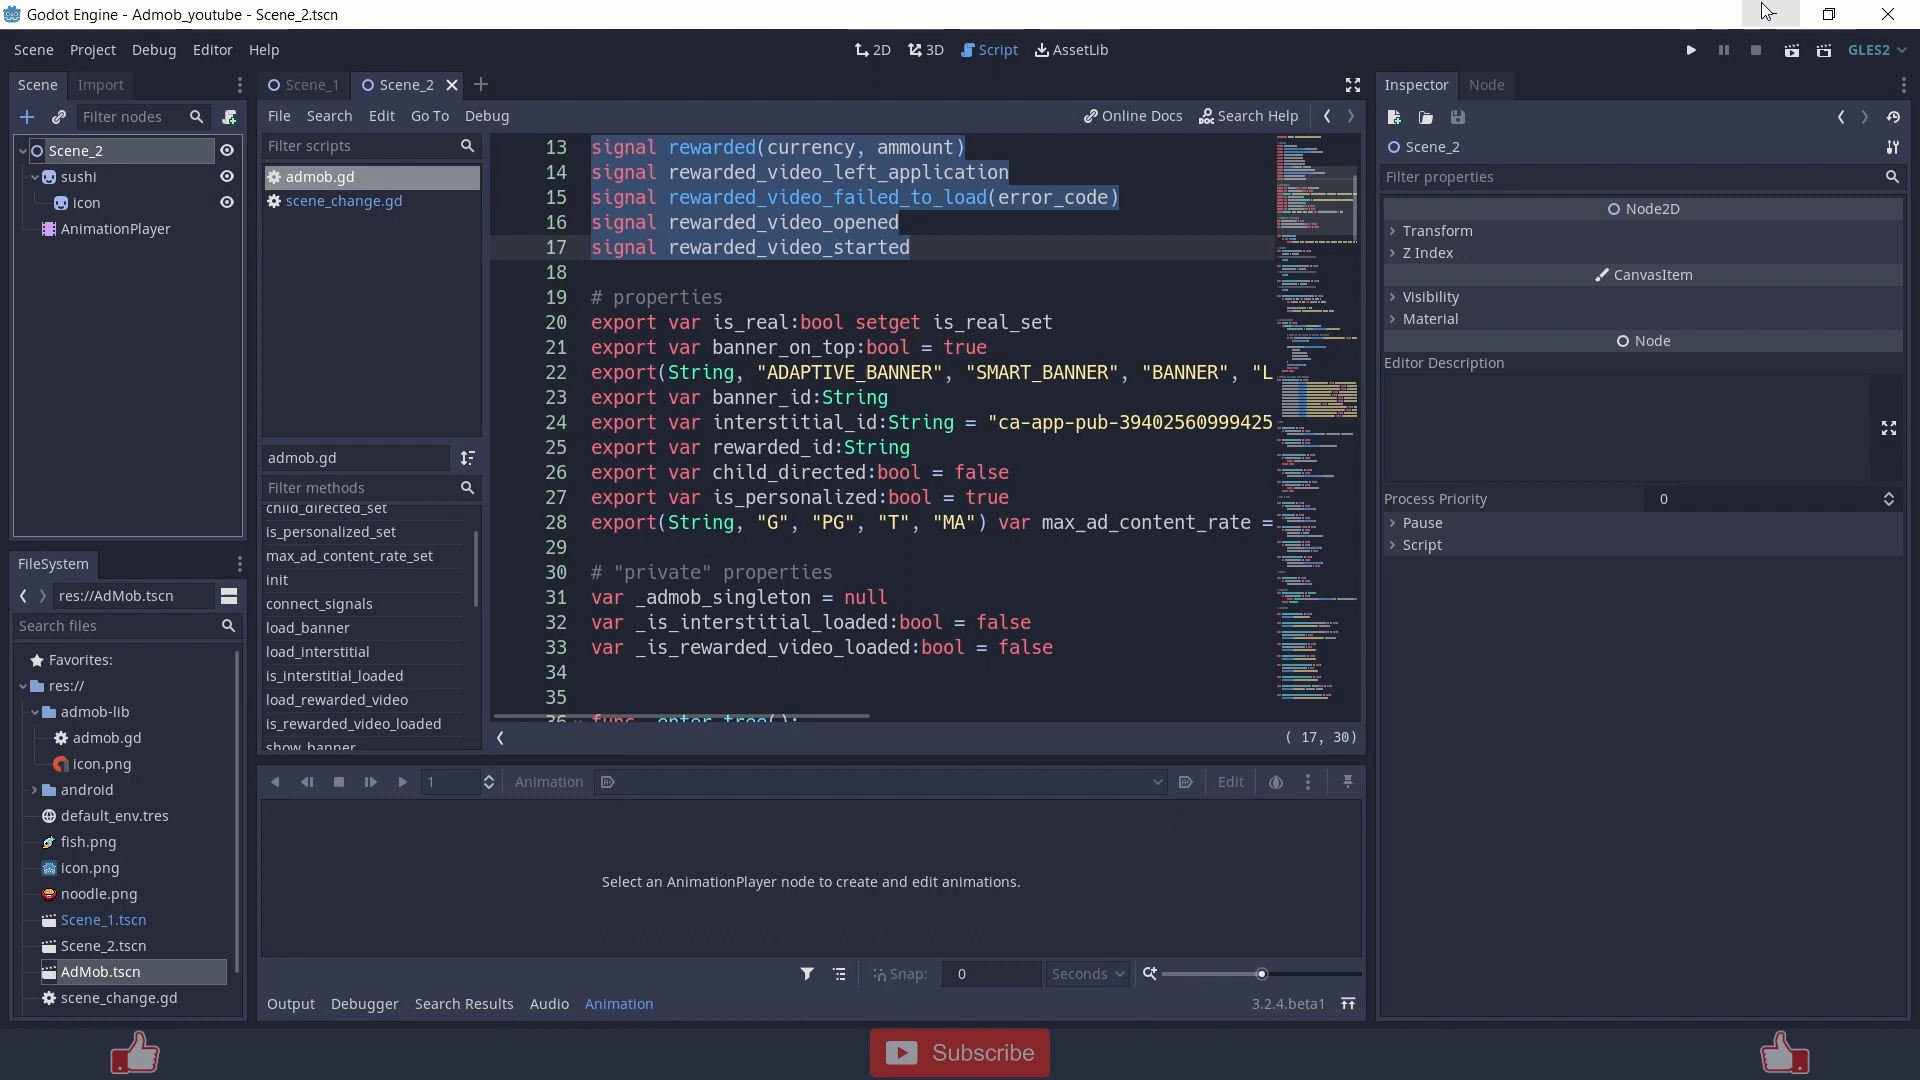 Godot Engine - Admob_youtube - Scene_2.tscn
Scene Project Debug Editor Help
2D 3D Script AssetLib
GLES2
Scene Import
Filter nodes
Scene_2
sushi
icon
AnimationPlayer
FileSystem
res://AdMob.tscn
Search files
Favorites:
res://
admob-lib
admob.gd
icon.png
android
default_env.tres
fish.png
icon.png
noodle.png
Scene_1.tscn
Scene_2.tscn
AdMob.tscn
scene_change.gd
Scene_1 Scene_2
File Search Edit Go To Debug
Online Docs Search Help
Filter scripts
admob.gd
scene_change.gd
admob.gd
Filter methods
child_directed_set
is_personalized_set
max_ad_content_rate_set
init
connect_signals
load_banner
load_interstitial
is_interstitial_loaded
load_rewarded_video
is_rewarded_video_loaded
show_banner
13 signal rewarded(currency, ammount)
14 signal rewarded_video_left_application
15 signal rewarded_video_failed_to_load(error_code)
16 signal rewarded_video_opened
17 signal rewarded_video_started
18
19 # properties
20 export var is_real:bool setget is_real_set
21 export var banner_on_top:bool = true
22 export(String, "ADAPTIVE_BANNER", "SMART_BANNER", "BANNER", "L
23 export var banner_id:String
24 export var interstitial_id:String = "ca-app-pub-39402560999425
25 export var rewarded_id:String
26 export var child_directed:bool = false
27 export var is_personalized:bool = true
28 export(String, "G", "PG", "T", "MA") var max_ad_content_rate =
29
30 # "private" properties
31 var _admob_singleton = null
32 var _is_interstitial_loaded:bool = false
33 var _is_rewarded_video_loaded:bool = false
34
35
36 func _enter_tree():
( 17, 30)
1 Animation Edit
Select an AnimationPlayer node to create and edit animations.
Snap: 0 Seconds
Output Debugger Search Results Audio Animation
3.2.4.beta1
Inspector Node
Scene_2
Filter properties
Node2D
Transform
Z Index
CanvasItem
Visibility
Material
Node
Editor Description
Process Priority 0
Pause
Script
Subscribe